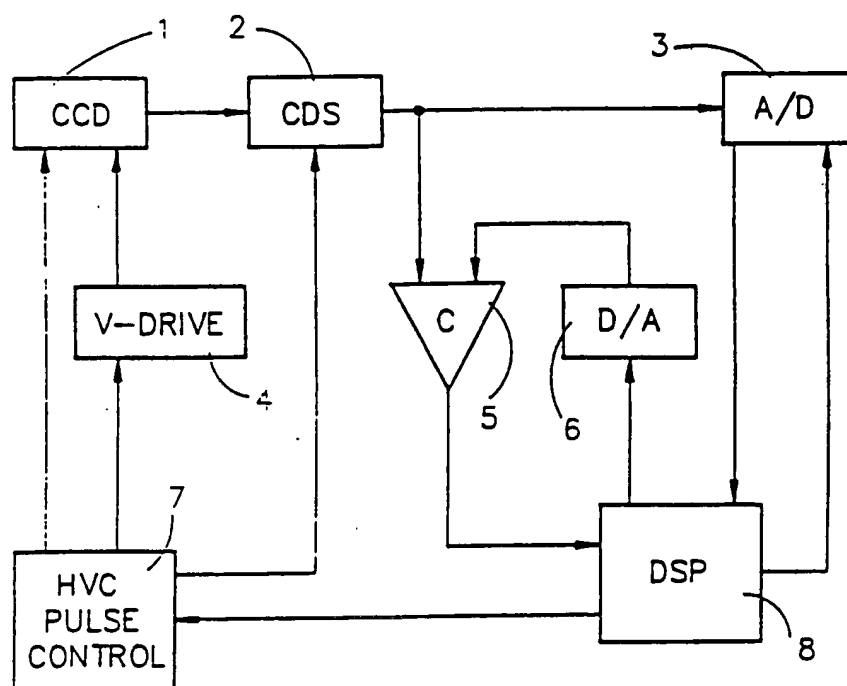 1
2
3
CCD
CDS
A/D
V-DRIVE
4
C
5
D/A
6
7
HVC
PULSE
CONTROL
DSP
8